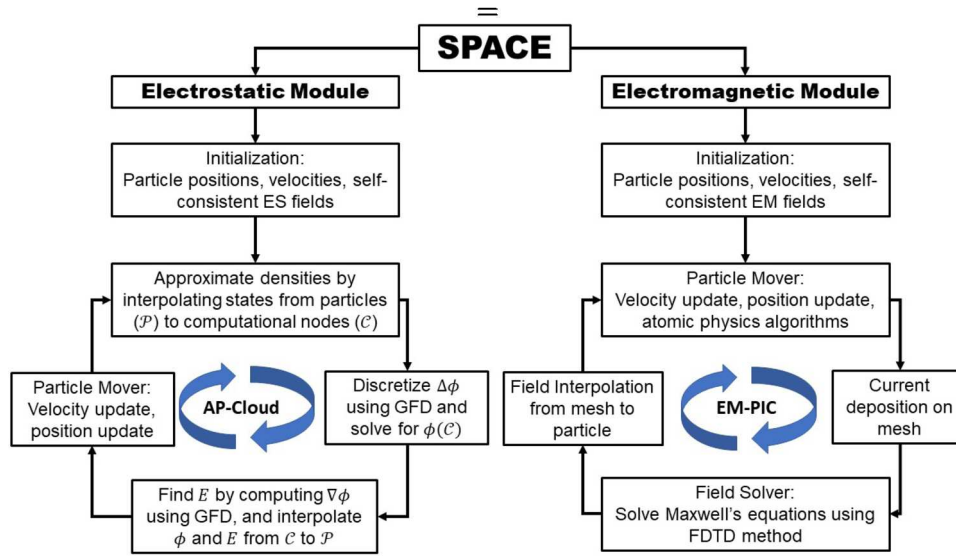 =
SPACE
Electrostatic Module
Initialization:
Particle positions, velocities, self-
consistent ES fields
Approximate densities by
interpolating states from particles
(𝒫) to computational nodes (𝒞)
Particle Mover:
Velocity update,
position update
AP-Cloud
Discretize Δ𝜙
using GFD and
solve for 𝜙(𝒞)
Find 𝐸 by computing ∇𝜙
using GFD, and interpolate
𝜙 and 𝐸 from 𝒞 to 𝒫
Electromagnetic Module
Initialization:
Particle positions, velocities, self-
consistent EM fields
Particle Mover:
Velocity update, position update,
atomic physics algorithms
Field Interpolation
from mesh to
particle
EM-PIC
Current
deposition on
mesh
Field Solver:
Solve Maxwell's equations using
FDTD method